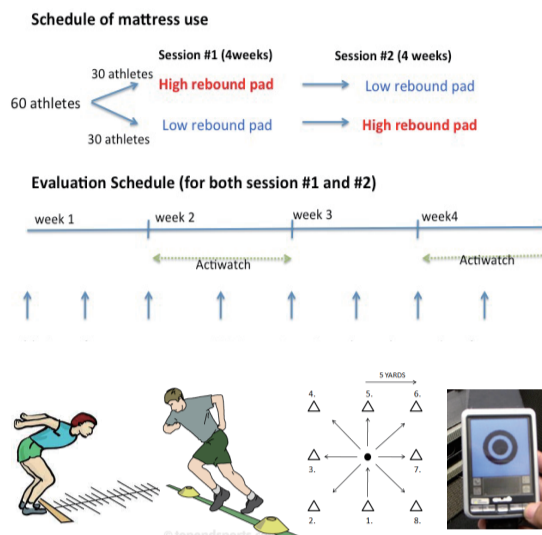 Schedule of mattress use
Session #1 (4weeks)
Session #2 (4 weeks)
30 athletes
High rebound pad
Low rebound pad
60 athletes
30 athletes
Low rebound pad
High rebound pad
Evaluation Schedule (for both session #1 and #2)
week 1
week 2
week 3
week4
Actiwatch
Actiwatch
5 YARDS
4.
5.
6.
3.
7.
2.
1.
8.